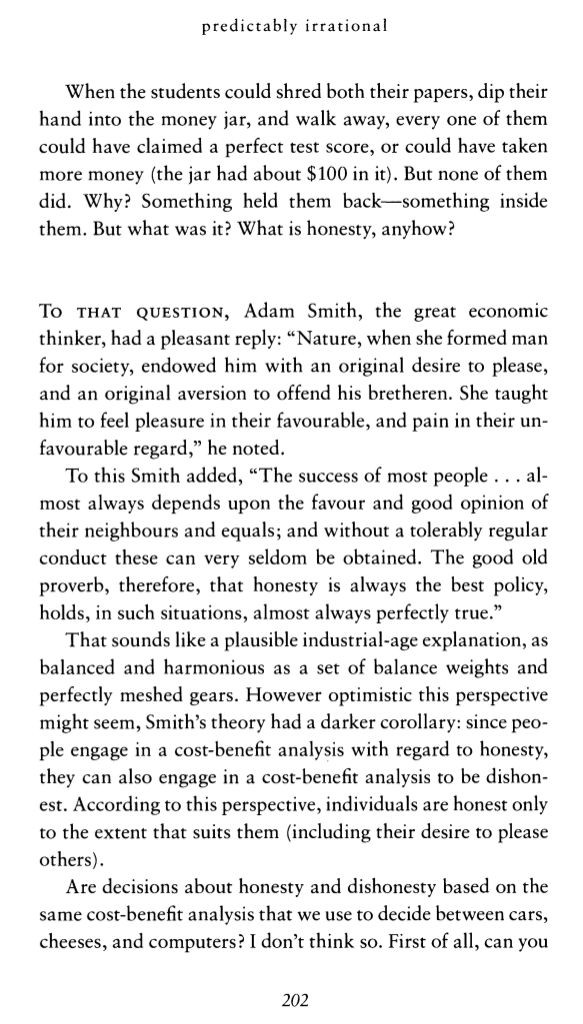 predictably irrational
When the students could shred both their papers, dip their
hand into the money jar, and walk away, every one of them
could have claimed a perfect test score, or could have taken
more money (the jar had about $100 in it). But none of them
did. Why? Something held them back—something inside
them. But what was it? What is honesty, anyhow?
To that question, Adam Smith, the great economic
thinker, had a pleasant reply: “Nature, when she formed man
for society, endowed him with an original desire to please,
and an original aversion to offend his bretheren. She taught
him to feel pleasure in their favourable, and pain in their un-
favourable regard,” he noted.
To this Smith added, “The success of most people . . . al-
most always depends upon the favour and good opinion of
their neighbours and equals; and without a tolerably regular
conduct these can very seldom be obtained. The good old
proverb, therefore, that honesty is always the best policy,
holds, in such situations, almost always perfectly true.”
That sounds like a plausible industrial-age explanation, as
balanced and harmonious as a set of balance weights and
perfectly meshed gears. However optimistic this perspective
might seem, Smith’s theory had a darker corollary: since peo-
ple engage in a cost-benefit analysis with regard to honesty,
they can also engage in a cost-benefit analysis to be dishon-
est. According to this perspective, individuals are honest only
to the extent that suits them (including their desire to please
others).
Are decisions about honesty and dishonesty based on the
same cost-benefit analysis that we use to decide between cars,
cheeses, and computers? I don’t think so. First of all, can you
202